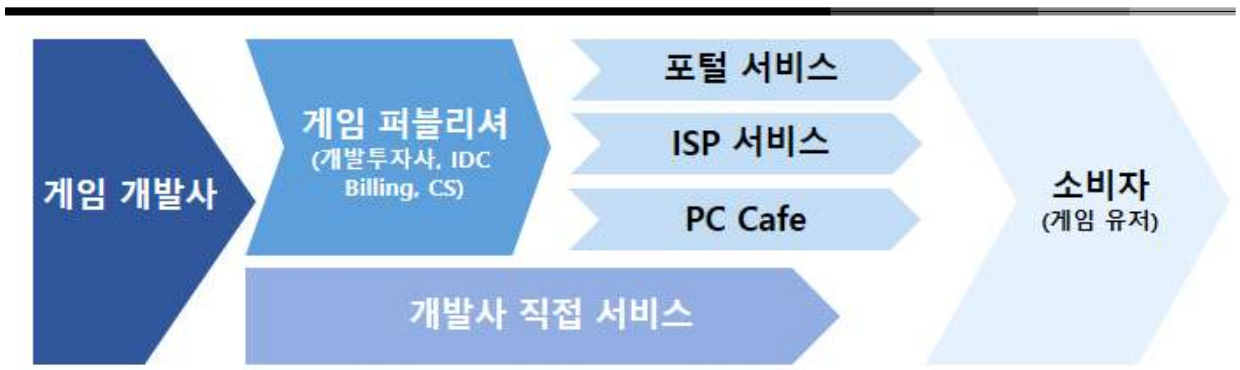 게임 개발사
게임 퍼블리셔
(개발투자사, IDC
Billing, CS)
포털 서비스
ISP 서비스
PC Cafe
개발사 직접 서비스
소비자
(게임 유저)